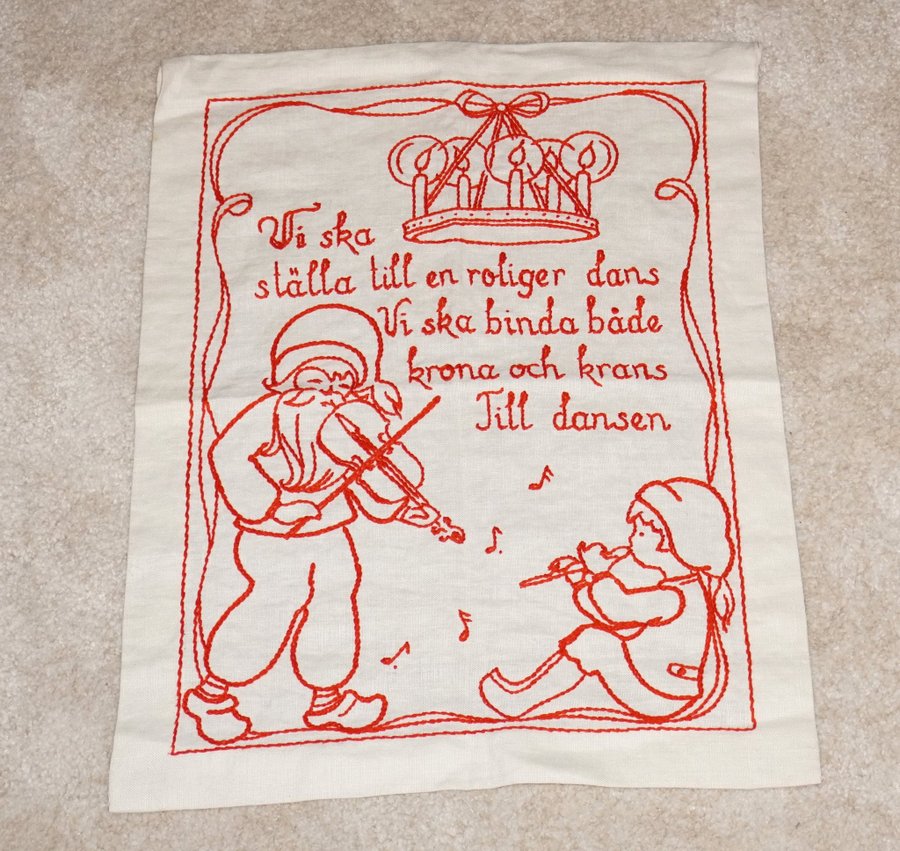 Vi ska
ställa till en roliger dans
Vi ska binda både
krona och krans
Till dansen